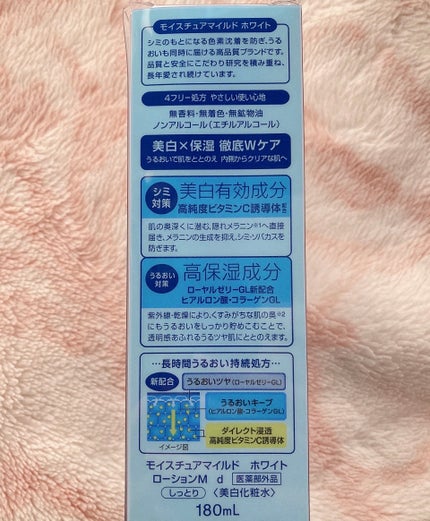 モイスチュアマイルド ホワイト
シミのもとになる色素沈着を防ぎ、うる
おいも同時に届ける高品質ブランドです。
品質と安全にこだわり研究を積み重ね、
長年愛され続けています。
4フリー処方 やさしい使い心地
無香料・無着色・無鉱物油
ノンアルコール(エチルアルコール)
美白×保湿 徹底Wケア
うるおいで肌をととのえ 内側からクリアな肌へ
シミ対策
美白有効成分
高純度ビタミンC誘導体
肌の奥深くに潜む、隠れメラニン※1へ直接
届き、メラニンの生成を抑え、シミ・ソバカスを
防ぎます。
うるおい対策
高保湿成分
ローヤルゼリーGL新配合
ヒアルロン酸・コラーゲンGL
紫外線・乾燥により、くすみがちな肌の奥※2
にもうるおいをしっかり貯めこむことで、
透明感あふれるうるツヤ肌にととのえます。
…長時間うるおい持続処方…
新配合
うるおいツヤ(ローヤルゼリーGL)
うるおいキープ
(ヒアルロン酸・コラーゲンGL)
ダイレクト浸透
高純度ビタミンC誘導体
イメージ図
モイスチュアマイルド ホワイト
ローションM d 医薬部外品
しっとり 〈美白化粧水〉
180mL